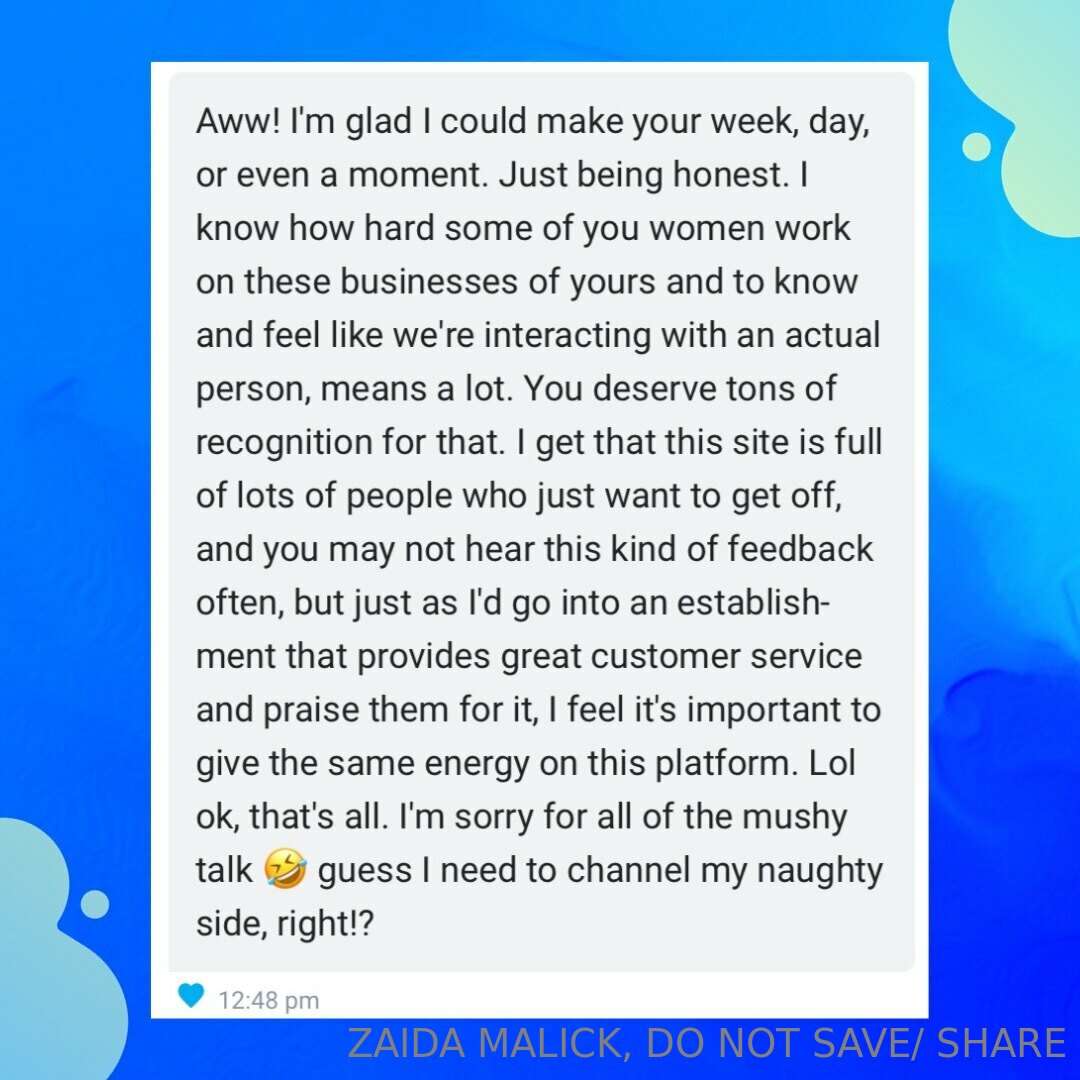 Aww! I'm glad I could make your week, day,
or even a moment. Just being honest. I
know how hard some of you women work
on these businesses of yours and to know
and feel like we're interacting with an actual
person, means a lot. You deserve tons of
recognition for that. I get that this site is full
of lots of people who just want to get off,
and you may not hear this kind of feedback
often, but just as I'd go into an establish-
ment that provides great customer service
and praise them for it, I feel it's important to
give the same energy on this platform. Lol
ok, that's all. I'm sorry for all of the mushy
talk 🤣 guess I need to channel my naughty
side, right!?
12:48 pm
ZAIDA MALICK, DO NOT SAVE/ SHARE